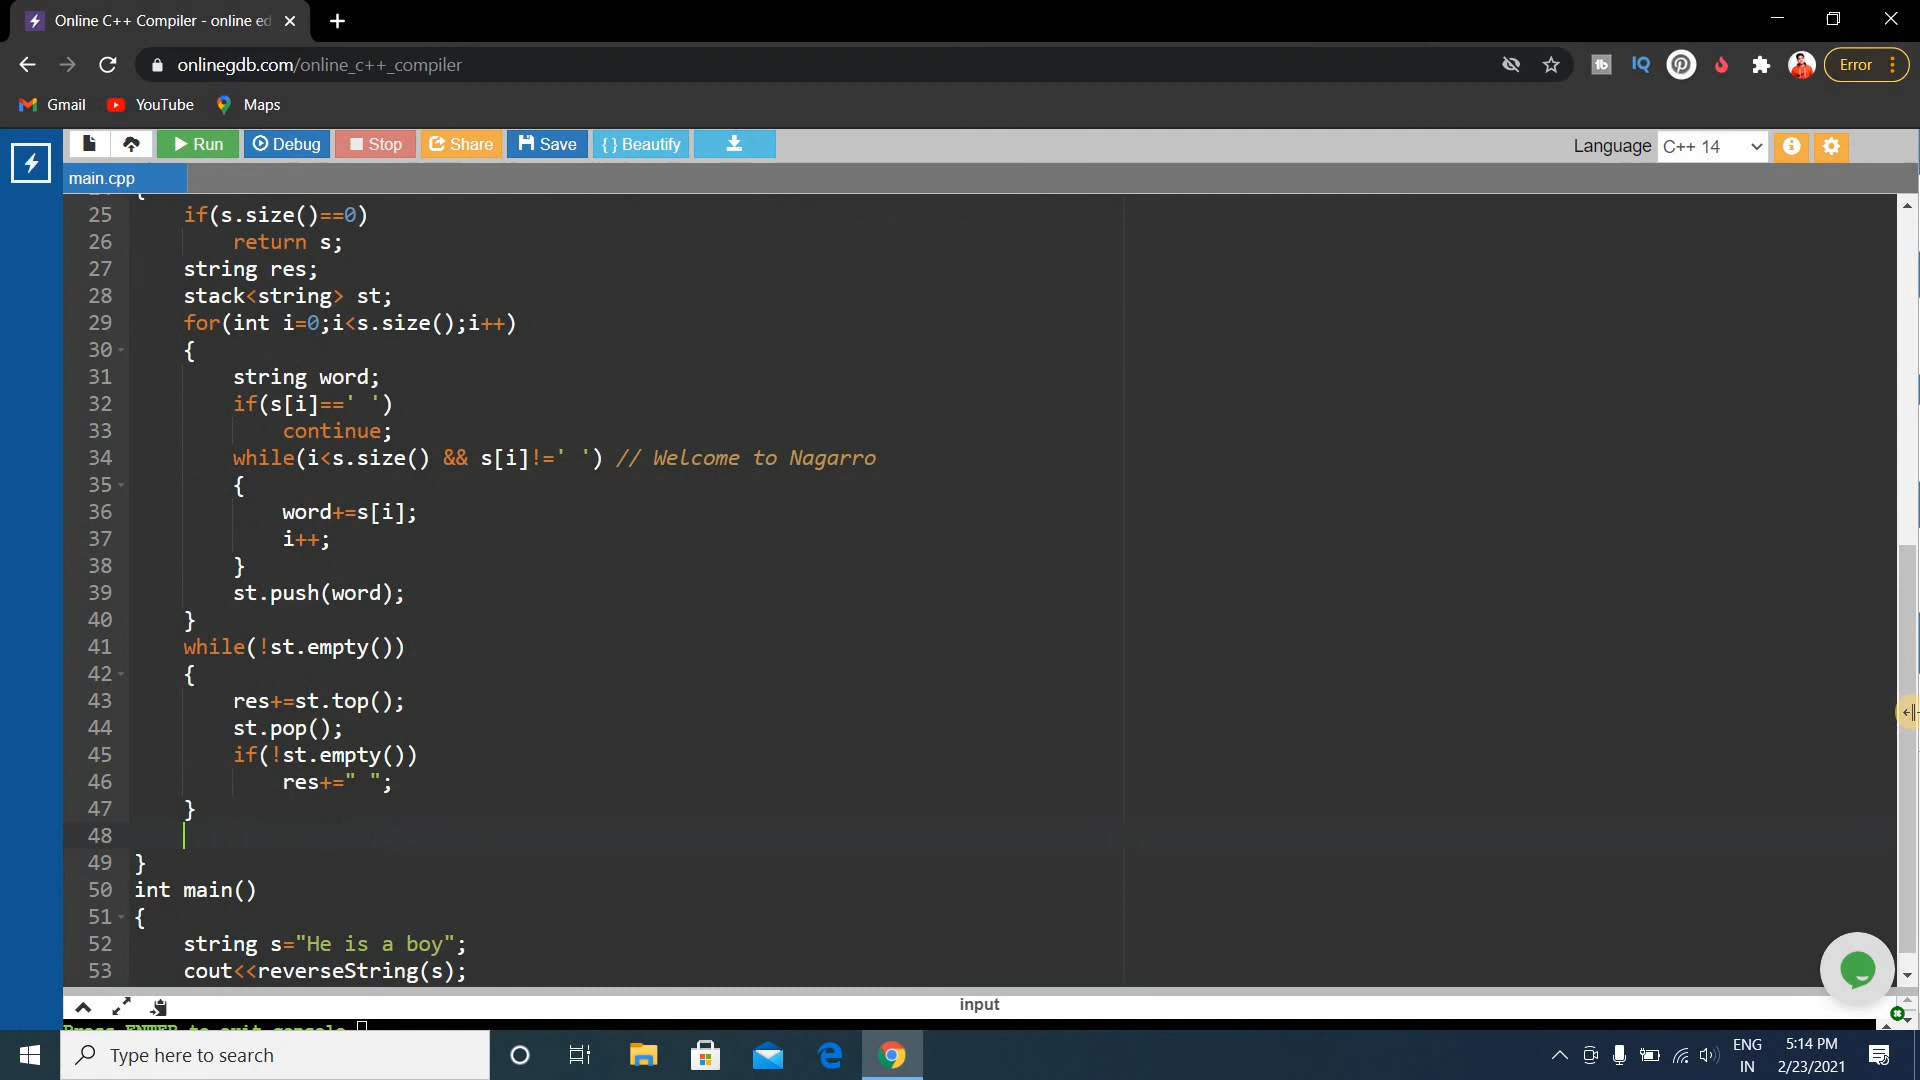 Online C++ Compiler - online ed
onlinegdb.com/online_c++_compiler
Error
Gmail YouTube Maps
Run Debug Stop Share Save { } Beautify
Language C++ 14
main.cpp
25 if(s.size()==0)
26 return s;
27 string res;
28 stack<string> st;
29 for(int i=0;i<s.size();i++)
30 {
31 string word;
32 if(s[i]==' ')
33 continue;
34 while(i<s.size() && s[i]!=' ') // Welcome to Nagarro
35 {
36 word+=s[i];
37 i++;
38 }
39 st.push(word);
40 }
41 while(!st.empty())
42 {
43 res+=st.top();
44 st.pop();
45 if(!st.empty())
46 res+=" ";
47 }
48
49 }
50 int main()
51 {
52 string s="He is a boy";
53 cout<<reverseString(s);
input
Press ENTER to exit console.
Type here to search
ENG
IN
5:14 PM
2/23/2021